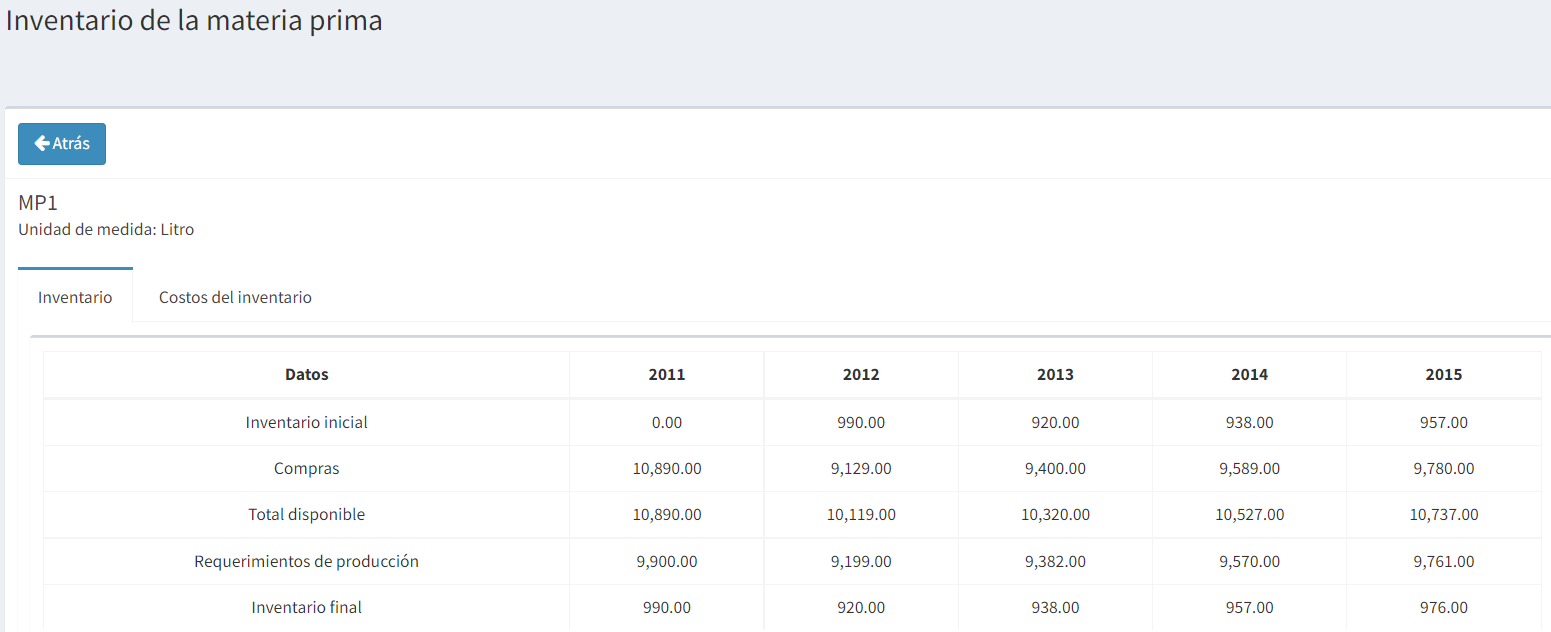 Inventario de la materia prima
Atrás
MP1
Unidad de medida: Litro
Inventario Costos del inventario
Datos 2011 2012 2013 2014 2015
Inventario inicial 0.00 990.00 920.00 938.00 957.00
Compras 10,890.00 9,129.00 9,400.00 9,589.00 9,780.00
Total disponible 10,890.00 10,119.00 10,320.00 10,527.00 10,737.00
Requerimientos de producción 9,900.00 9,199.00 9,382.00 9,570.00 9,761.00
Inventario final 990.00 920.00 938.00 957.00 976.00